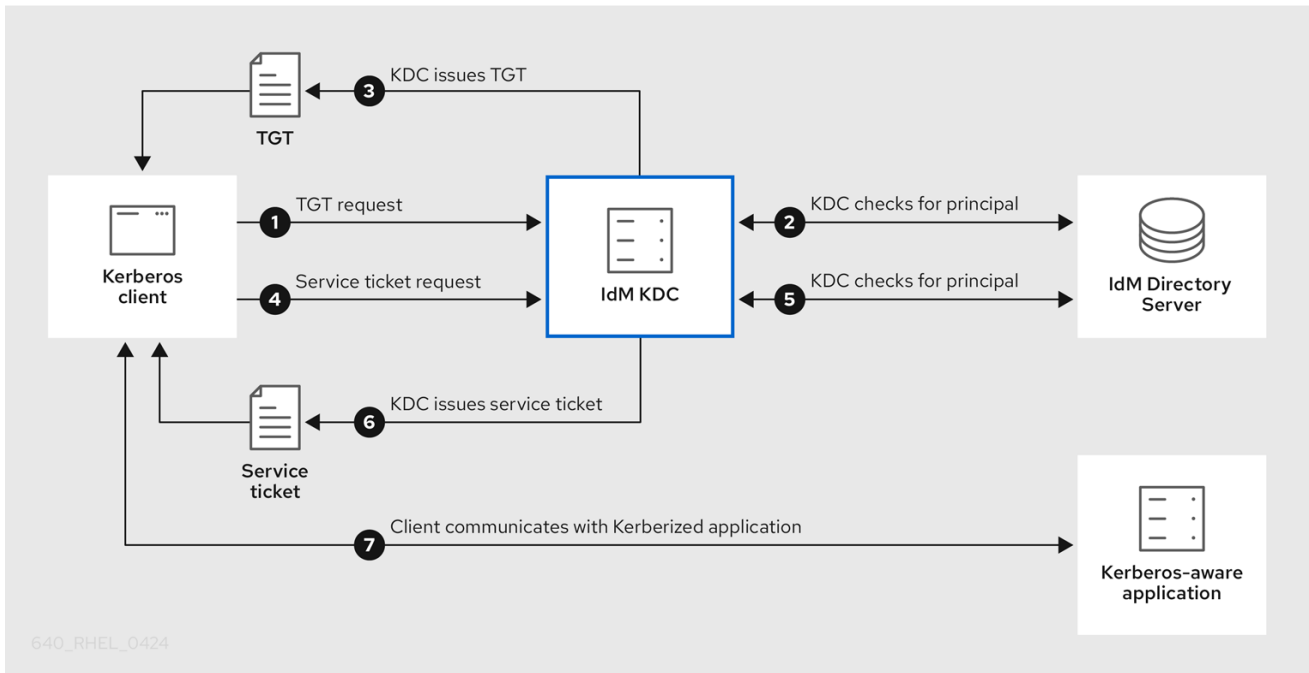 3 KDC issues TGT
TGT
1 TGT request
2 KDC checks for principal
Kerberos
client
4 Service ticket request
IdM KDC
5 KDC checks for principal
IdM Directory
Server
6 KDC issues service ticket
Service
ticket
7 Client communicates with Kerberized application
Kerberos-aware
application
640_RHEL_0424